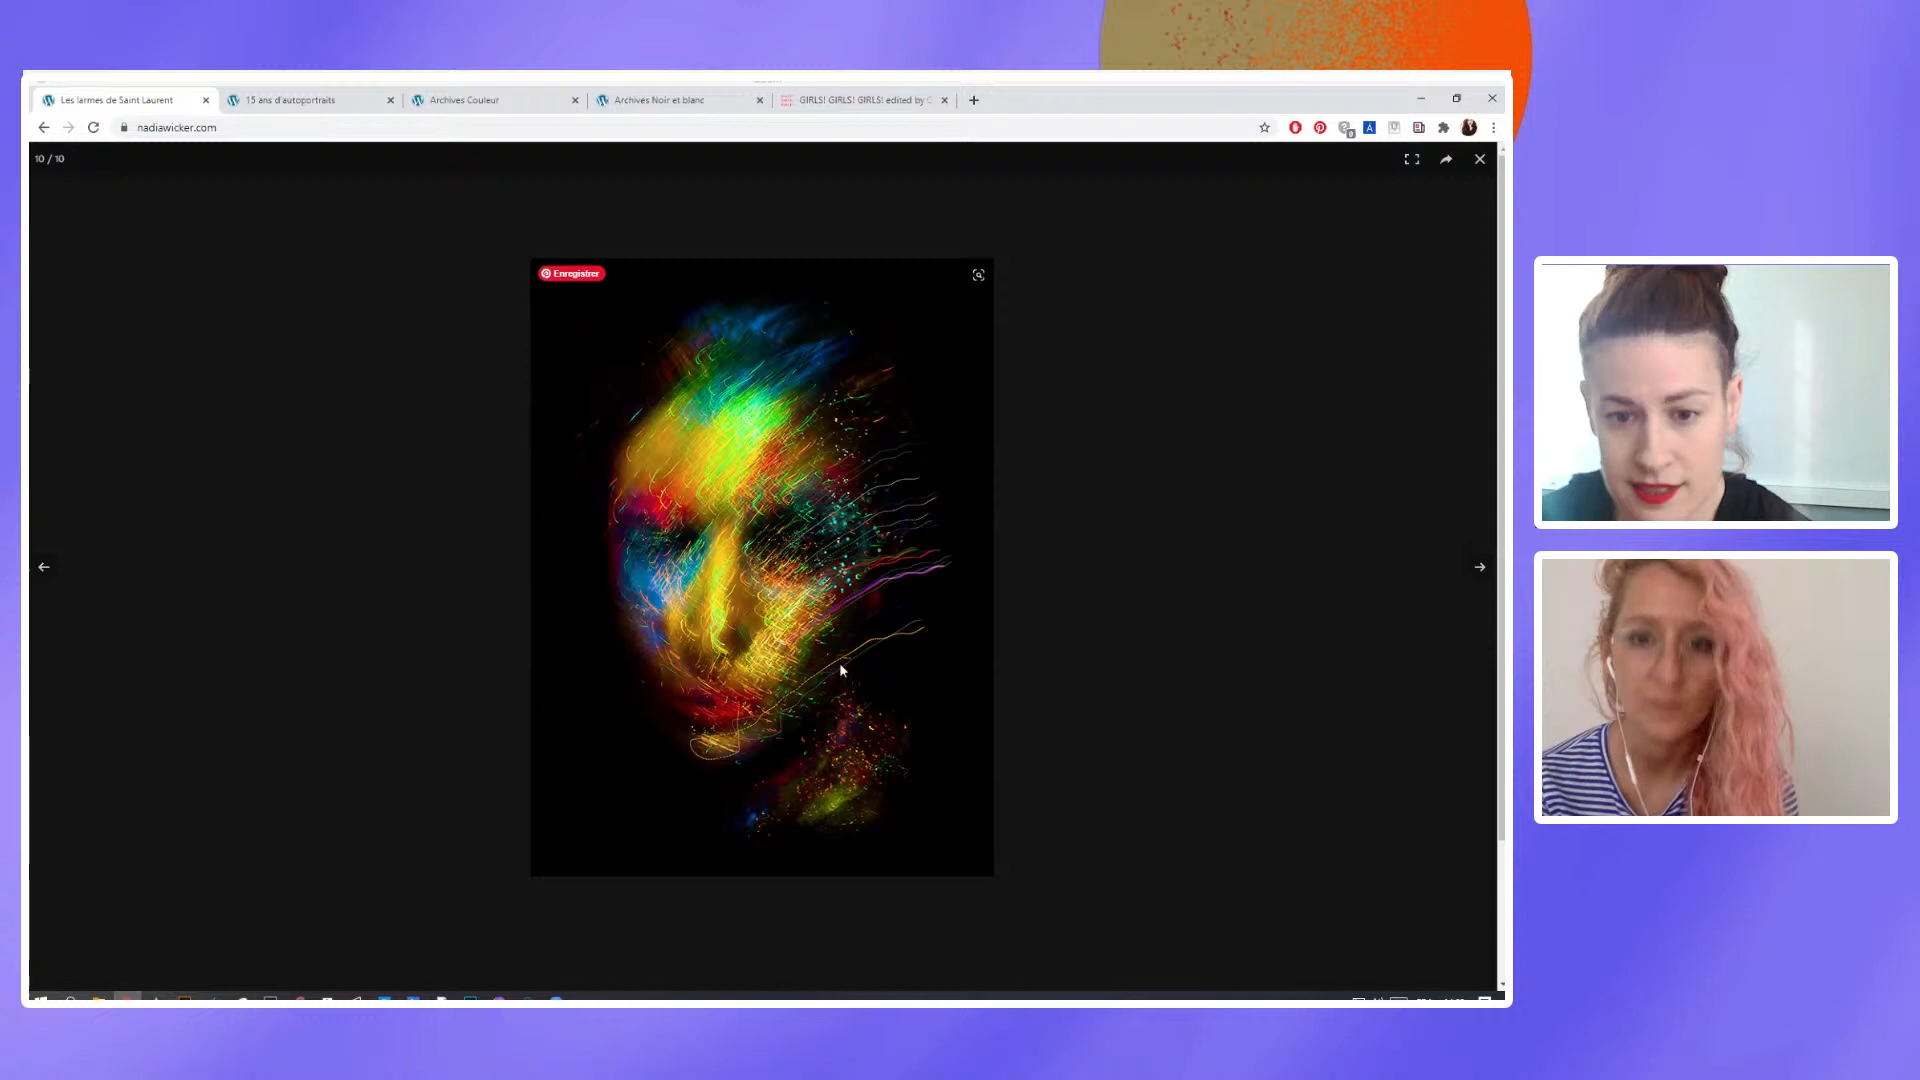 Les larmes de Saint Laurent
15 ans d'autoportraits
Archives Couleur
Archives Noir et blanc
GIRLS! GIRLS! GIRLS! edited by
nadiawicker.com
10 / 10
Enregistrer